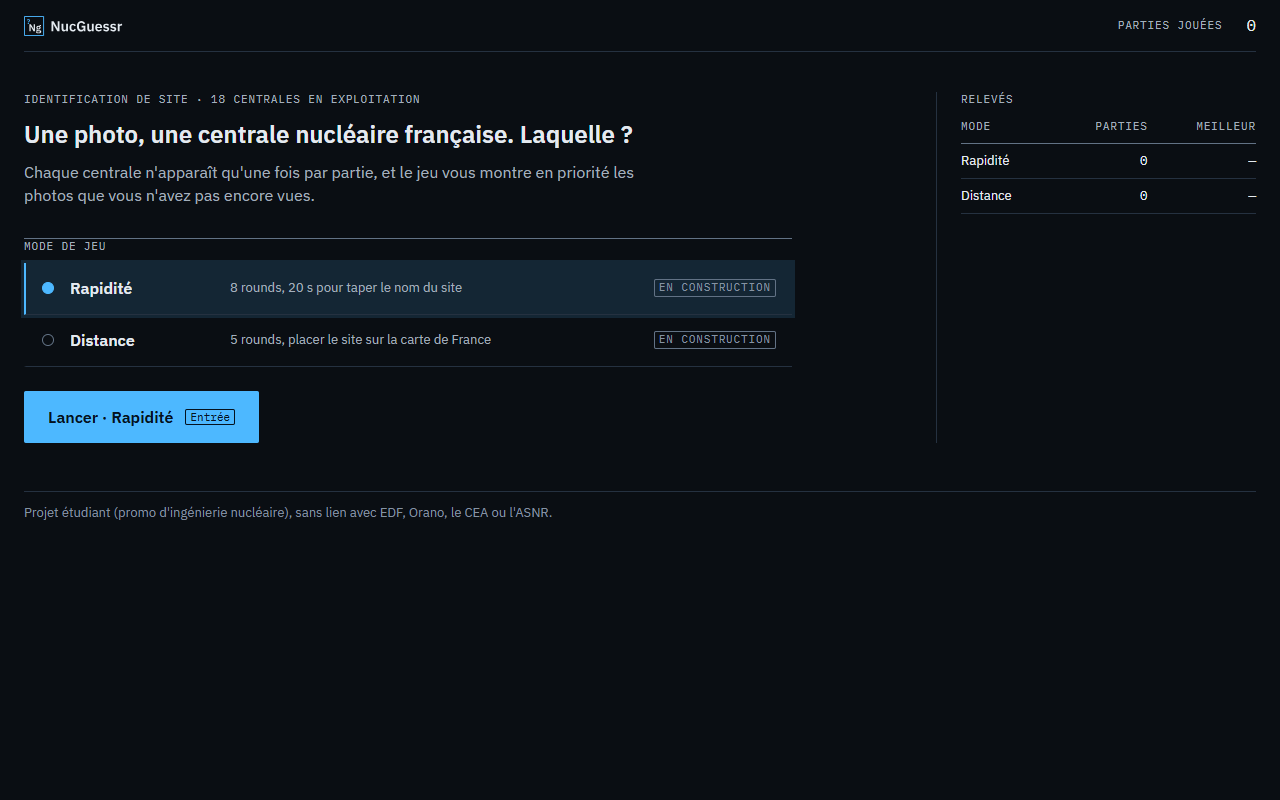 Ng NucGuessr
PARTIES JOUÉES 0
IDENTIFICATION DE SITE · 18 CENTRALES EN EXPLOITATION
Une photo, une centrale nucléaire française. Laquelle ?
Chaque centrale n'apparaît qu'une fois par partie, et le jeu vous montre en priorité les
photos que vous n'avez pas encore vues.
MODE DE JEU
Rapidité 8 rounds, 20 s pour taper le nom du site EN CONSTRUCTION
Distance 5 rounds, placer le site sur la carte de France EN CONSTRUCTION
Lancer · Rapidité Entrée
RELEVÉS
MODE PARTIES MEILLEUR
Rapidité 0 —
Distance 0 —
Projet étudiant (promo d'ingénierie nucléaire), sans lien avec EDF, Orano, le CEA ou l'ASNR.